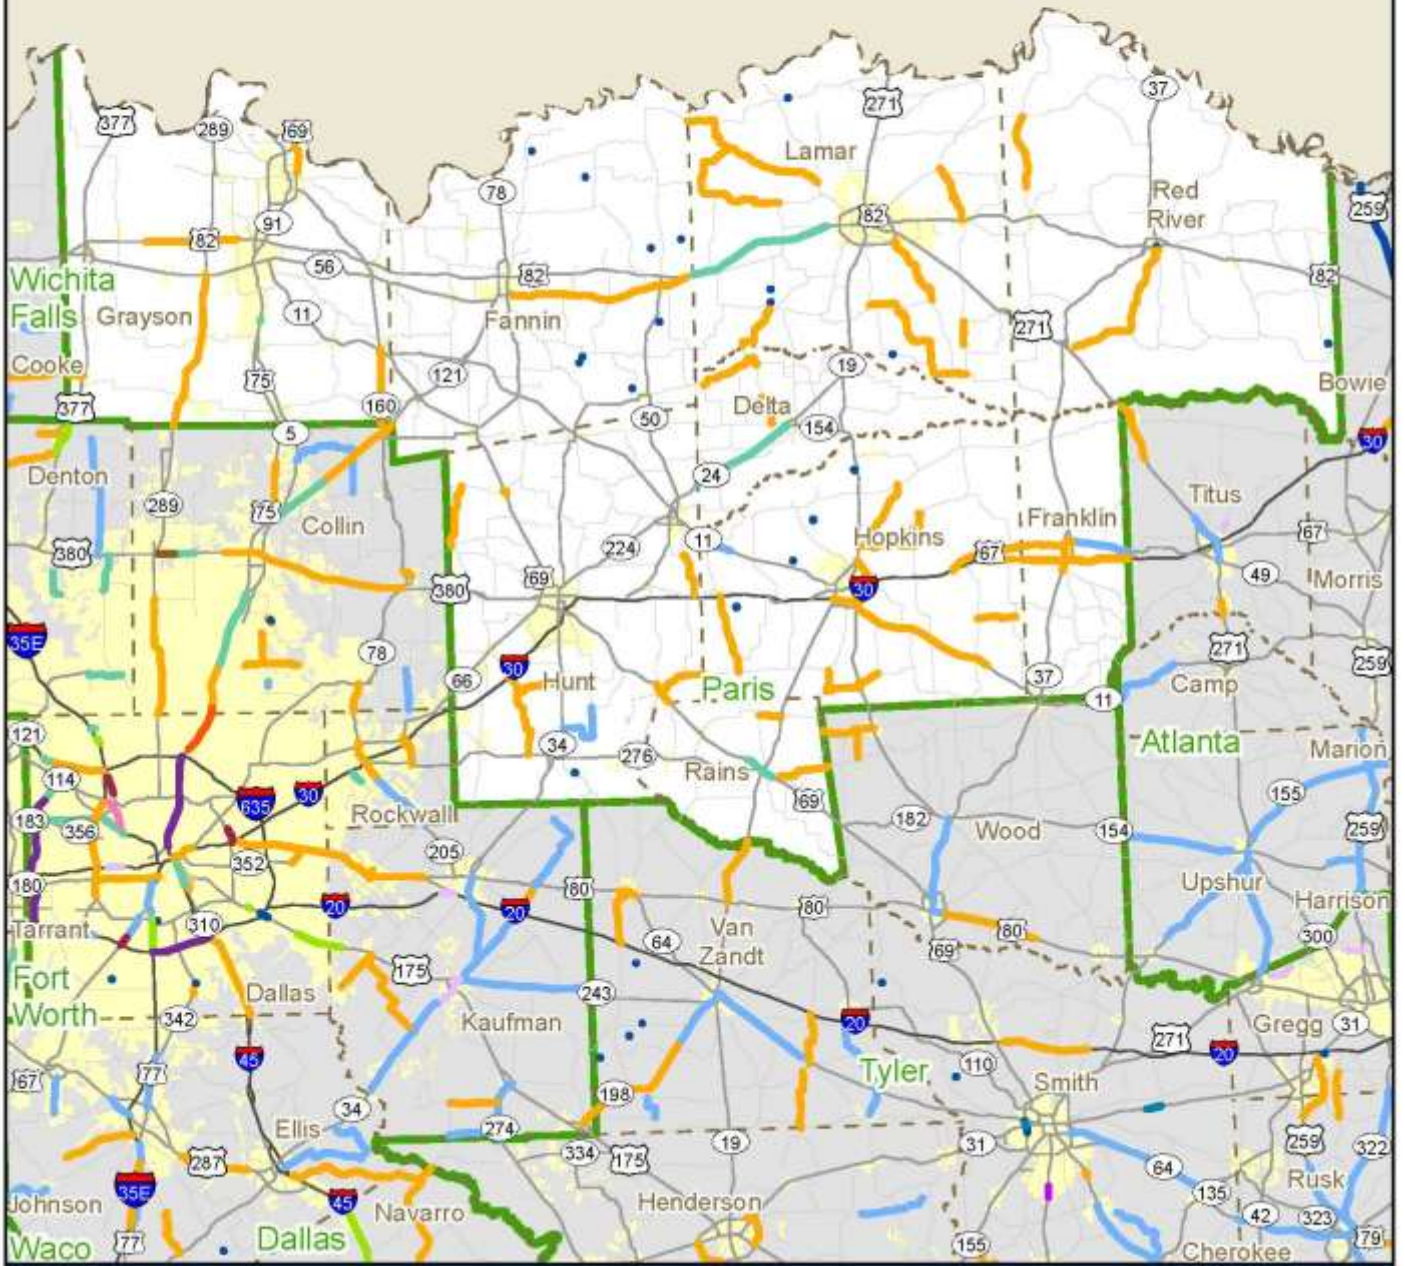 37
271
377
289
69
Lamar
78
Red
River
259
82
91
82
56
82
82
Wichita
Falls
Grayson
11
Fannin
271
Cooke
75
121
19
Bowie
377
160
50
Delta
154
5
30
Denton
24
Titus
289
75
Collin
11
Hopkins
Franklin
67
380
224
67
69
49
Morris
380
30
35E
78
30
271
259
66
Hunt
Paris
37
Camp
11
121
34
276
Atlanta
Marion
114
Rains
69
635
30
155
183
356
Rockwall
182
Wood
154
259
352
205
180
80
Upshur
20
20
80
Harrison
Tarrant
310
64
Van
Zandt
80
69
300
Fort
Worth
175
Dallas
243
342
Kaufman
20
271
Gregg
31
45
77
Tyler
110
20
67
Smith
198
34
Ellis
274
19
31
259
322
334
175
64
287
135
Rusk
35E
45
Johnson
Navarro
Henderson
42
323
77
Dallas
155
79
Waco
Cherokee